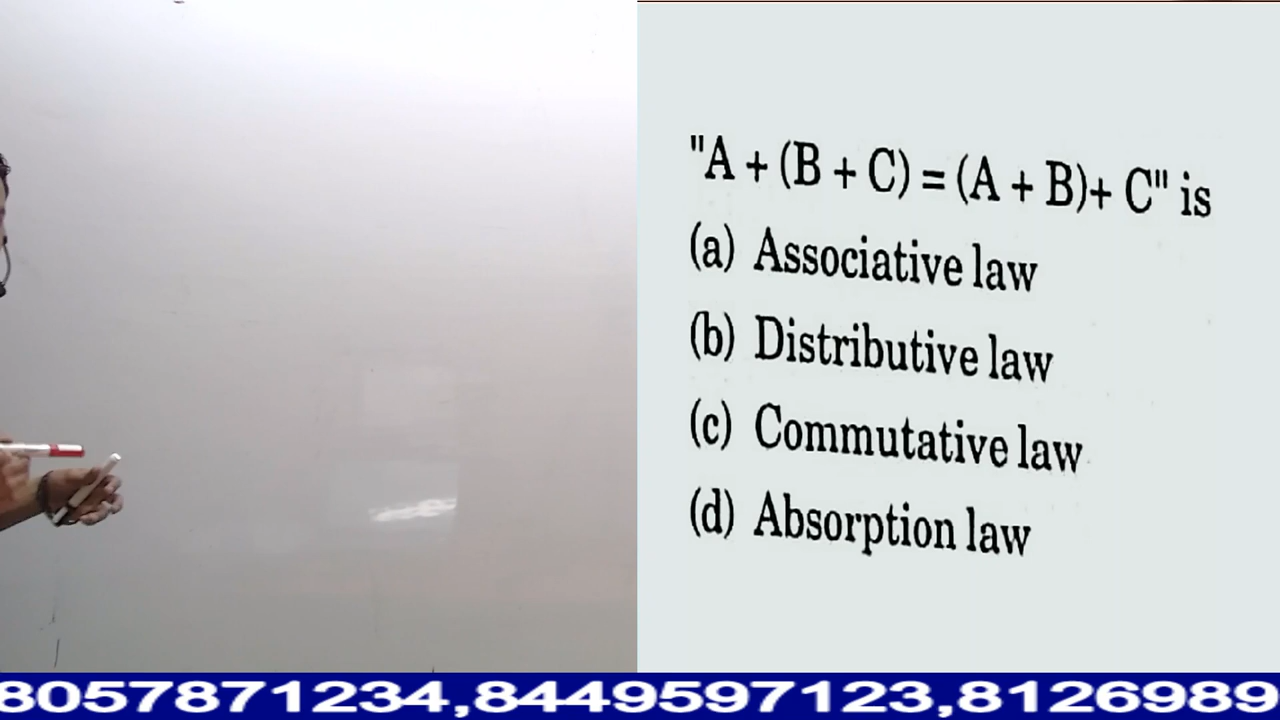 "A + (B + C) = (A + B)+ C" is
(a) Associative law
(b) Distributive law
(c) Commutative law
(d) Absorption law
8057871234,8449597123,8126989